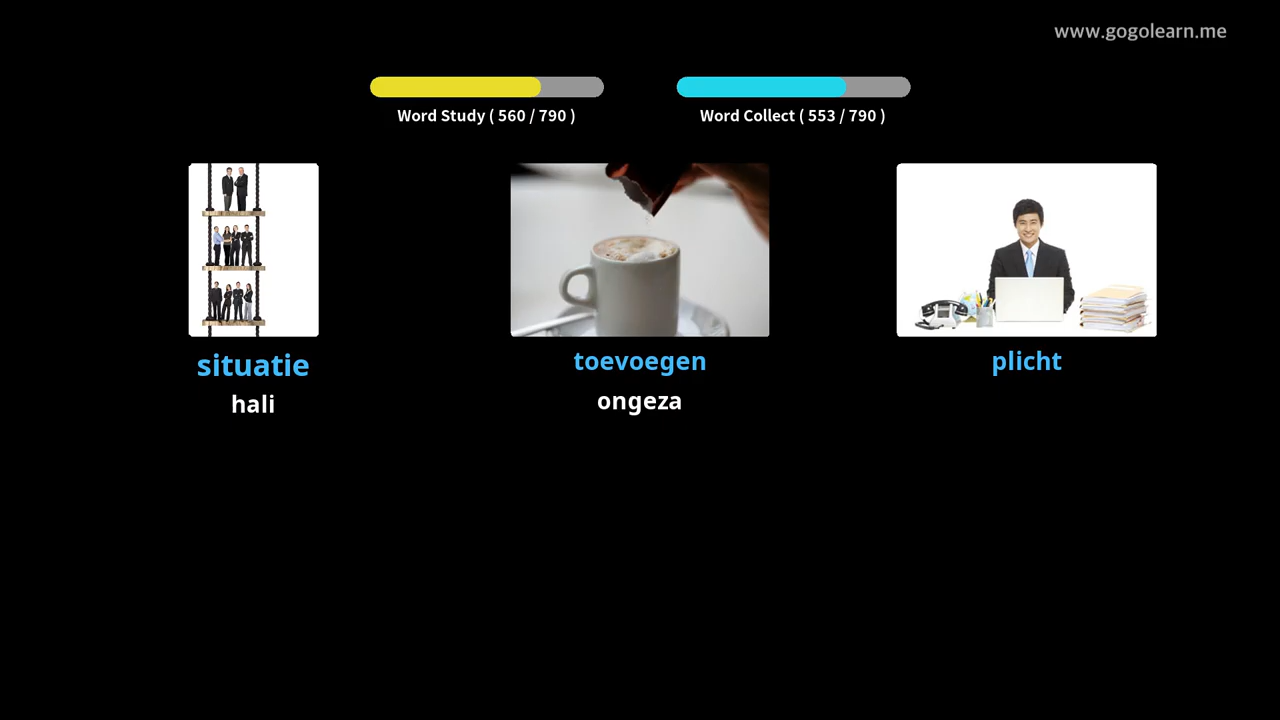 www.gogolearn.me
Word Study ( 560 / 790 )
Word Collect ( 553 / 790 )
situatie
hali
toevoegen
ongeza
plicht